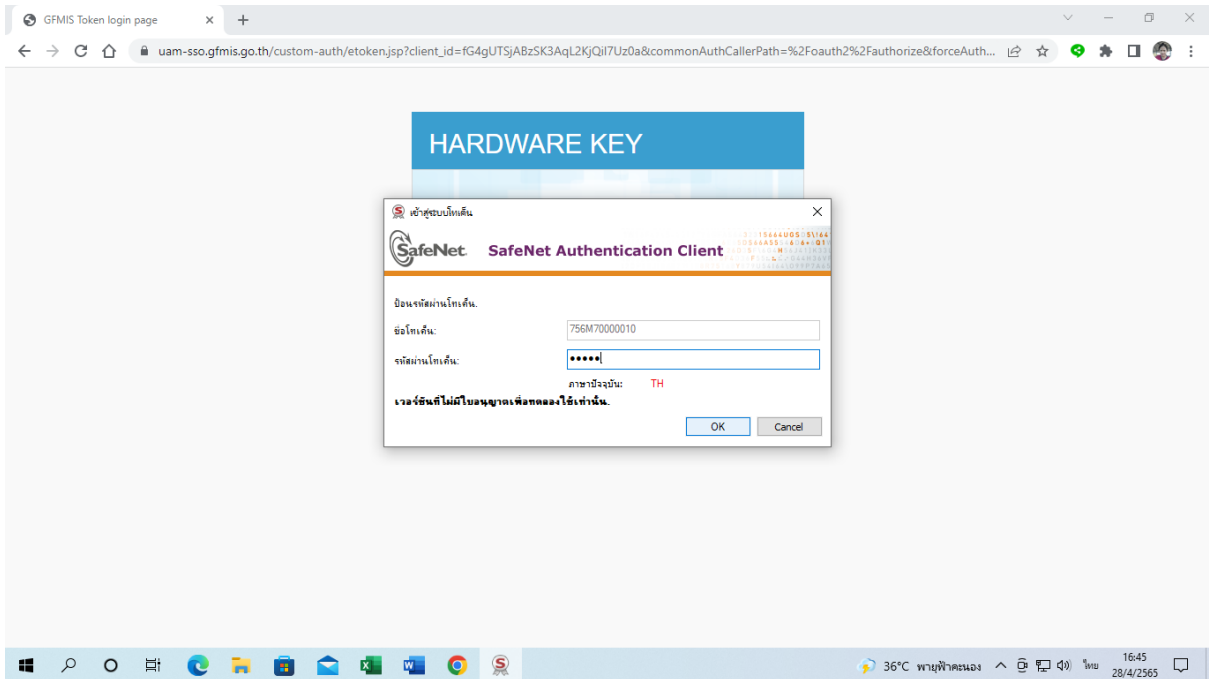 GFMIS Token login page
uam-sso.gfmis.go.th/custom-auth/etoken.jsp?client_id=fG4gUTSjABzSK3AqL2KjQiI7Uz0a&commonAuthCallerPath=%2Foauth2%2Fauthorize&forceAuth...
HARDWARE KEY
เข้าสู่ระบบโทเค็น
SafeNet. SafeNet Authentication Client
ป้อนรหัสผ่านโทเค็น.
ชื่อโทเค็น: 756M70000010
รหัสผ่านโทเค็น: •••••
ภาษาปัจจุบัน: TH
เวอร์ชันที่ไม่มีใบอนุญาตเพื่อทดลองใช้เท่านั้น.
OK Cancel
36°C พายุฟ้าคะนอง ไทย 16:45
28/4/2565